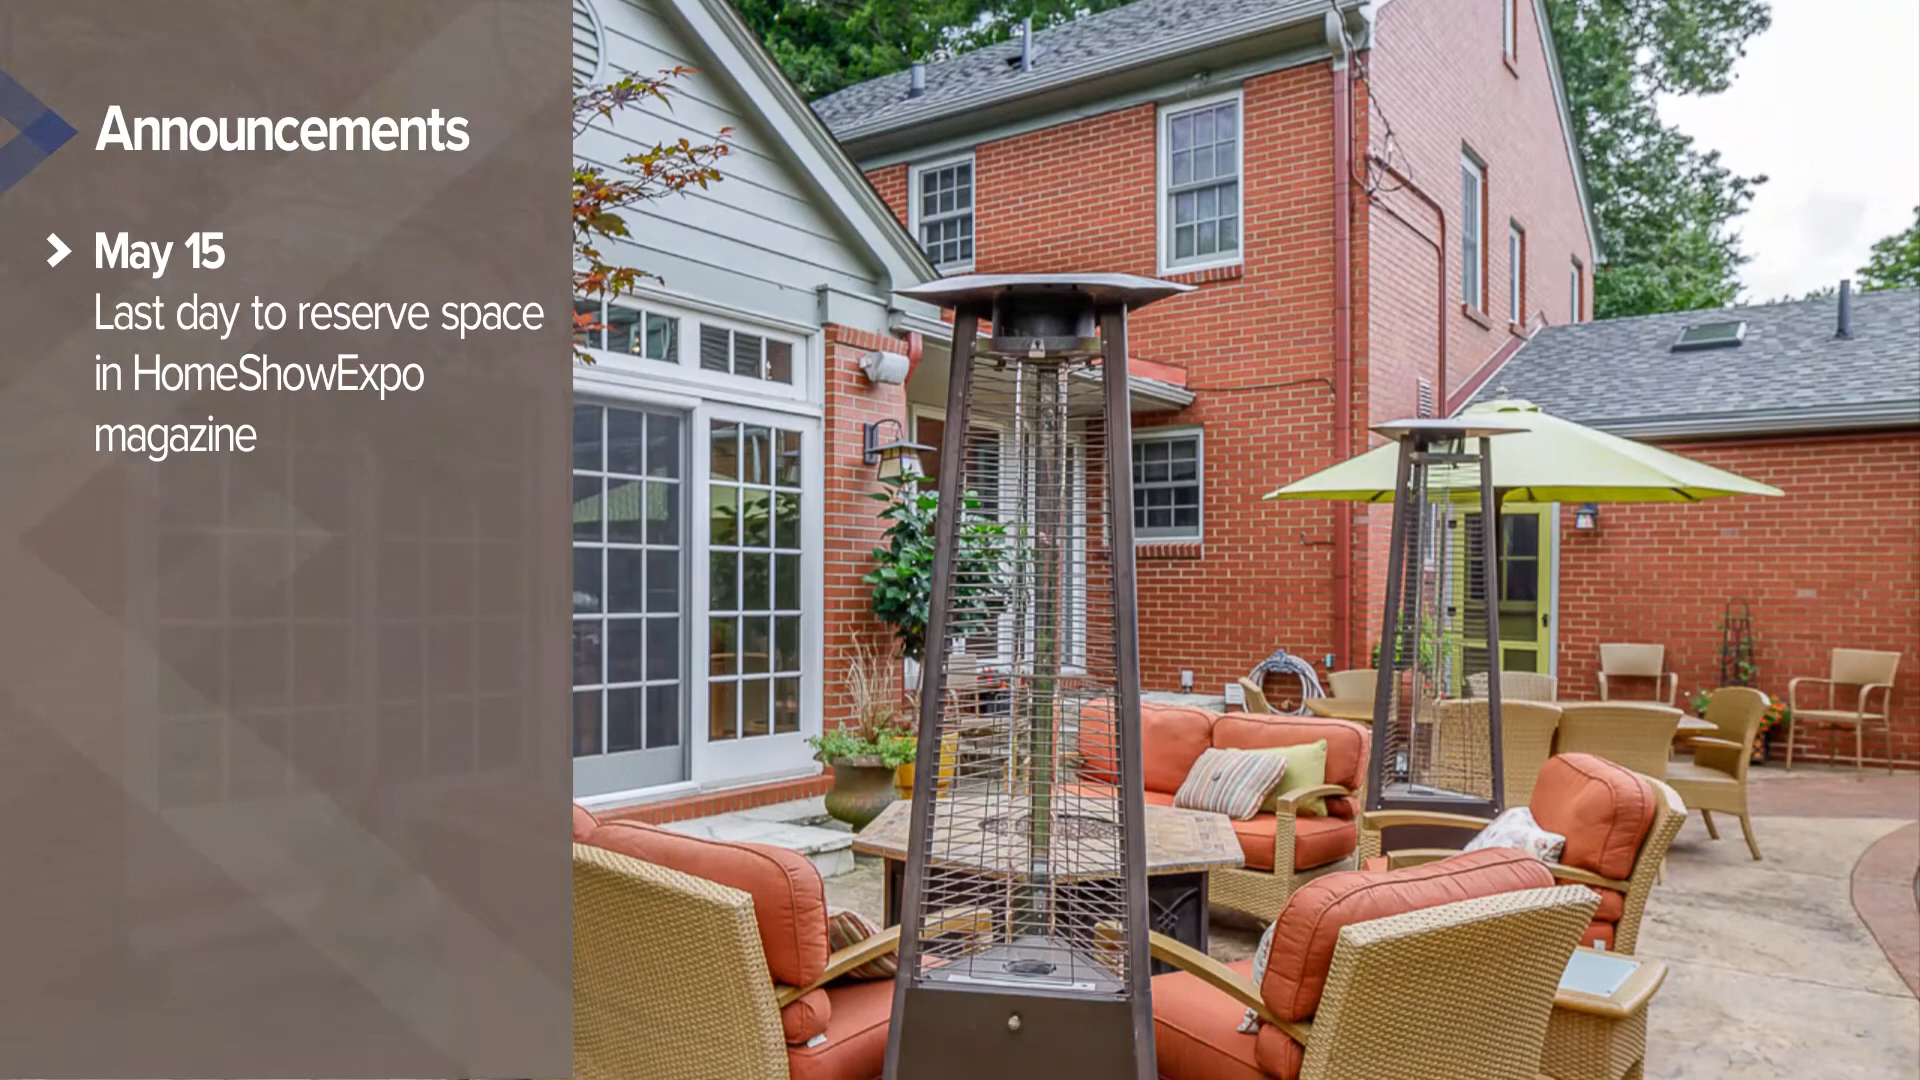 Announcements
May 15
Last day to reserve space
in HomeShowExpo
magazine